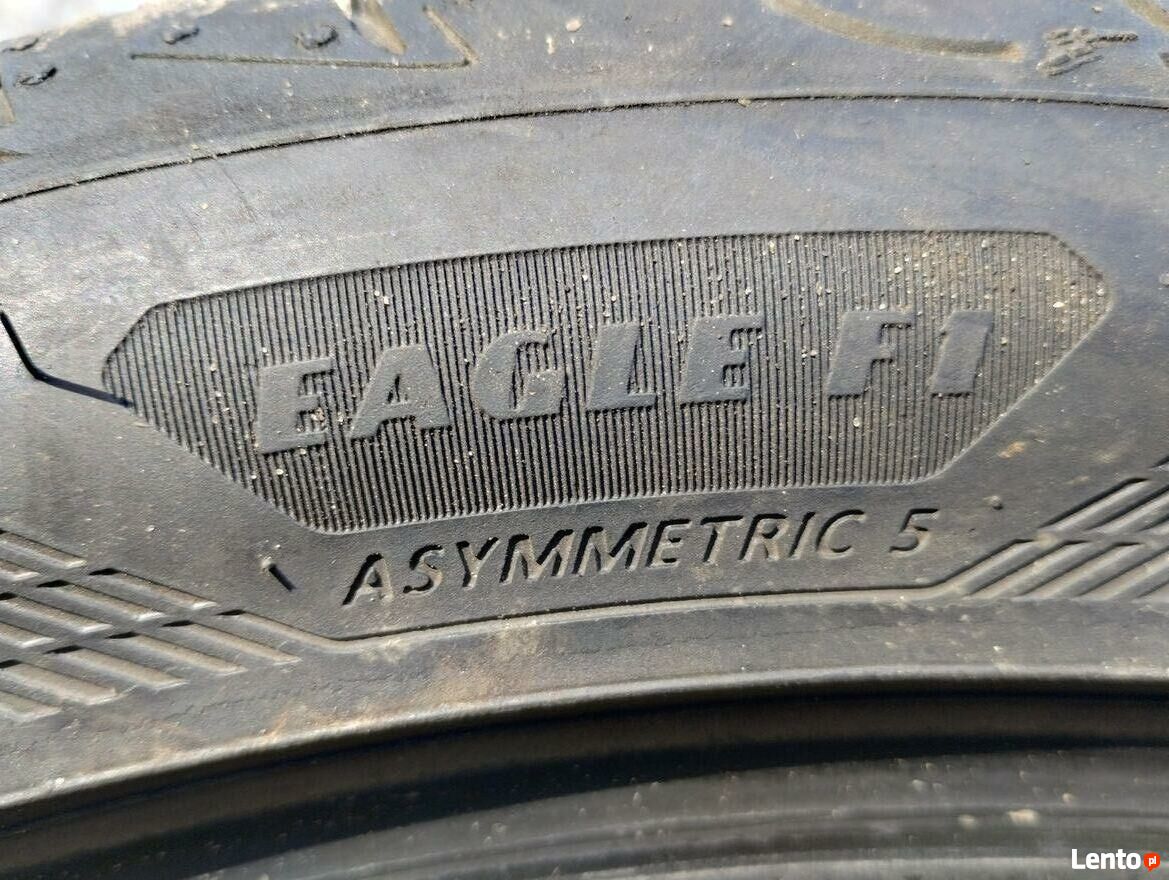 EAGLE F1
ASYMMETRIC 5
Lento.pl